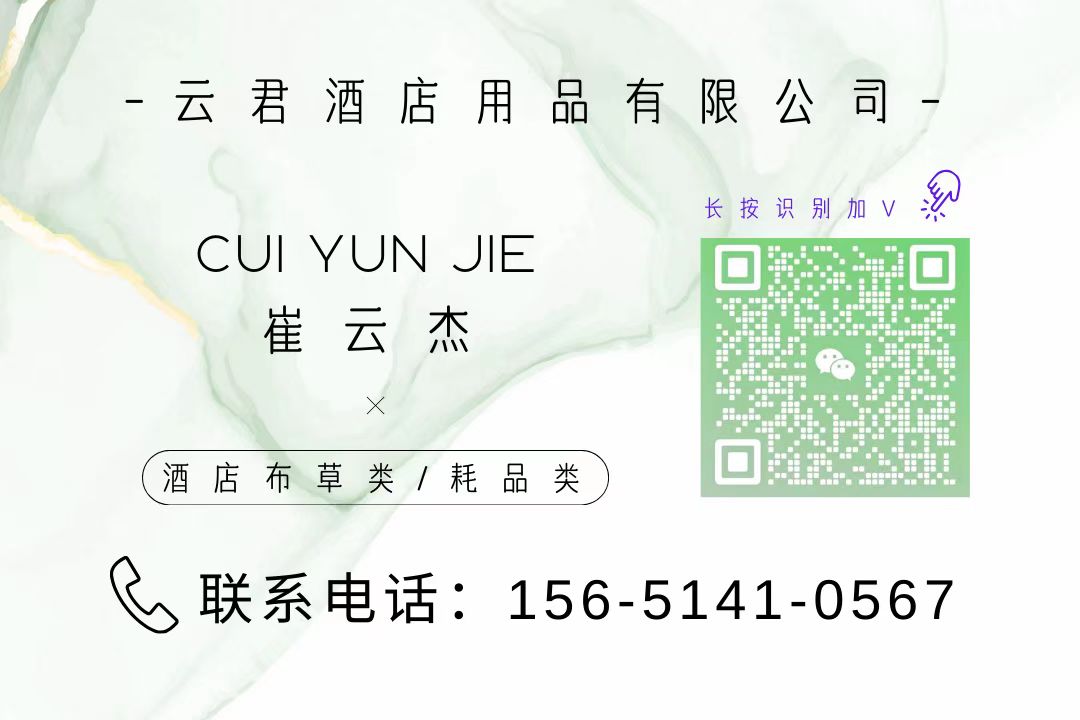 - 云君酒店用品有限公司 -
长按识别加V
CUI YUN JIE
崔云杰
×
酒店布草类/耗品类
联系电话：156-5141-0567